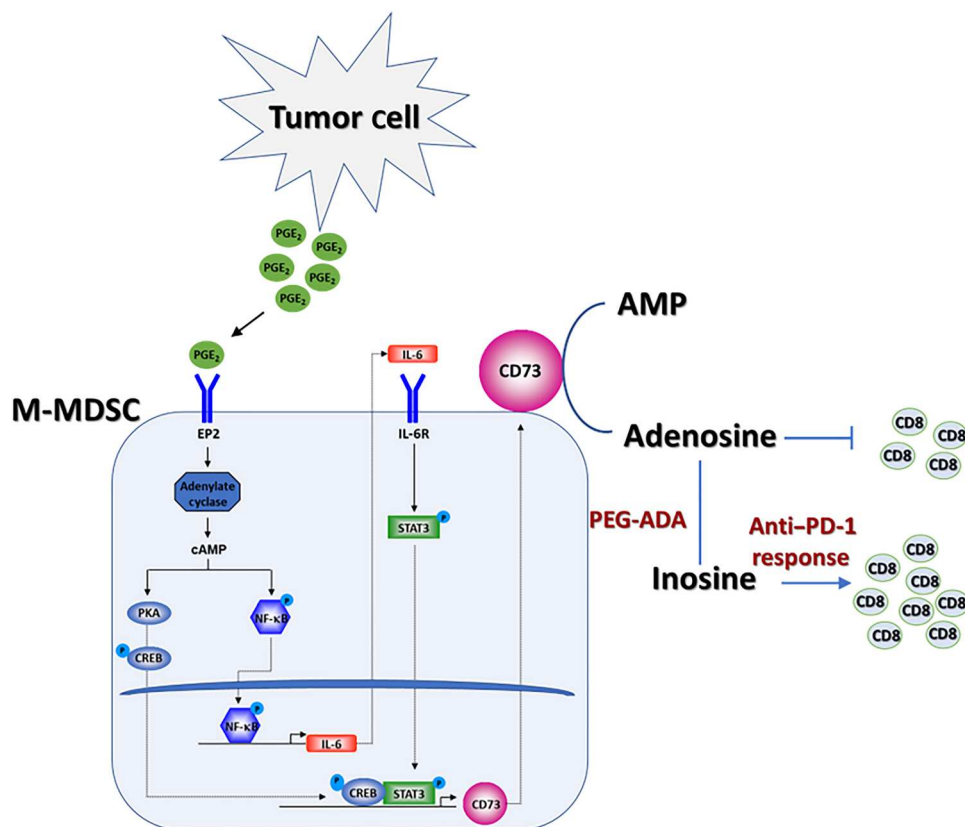 Tumor cell
PGE₂
PGE₂
PGE₂
PGE₂
PGE₂
PGE₂
IL-6
AMP
CD73
M-MDSC
EP2
IL-6R
Adenosine
CD8
CD8
CD8
CD8
Adenylate
cyclase
STAT3
P
PEG-ADA
Anti–PD-1
response
cAMP
Inosine
CD8
CD8
CD8
CD8
CD8
CD8
CD8
CD8
PKA
NF-κB
P
P
CREB
NF-κB
P
IL-6
P
CREB
STAT3
P
CD73